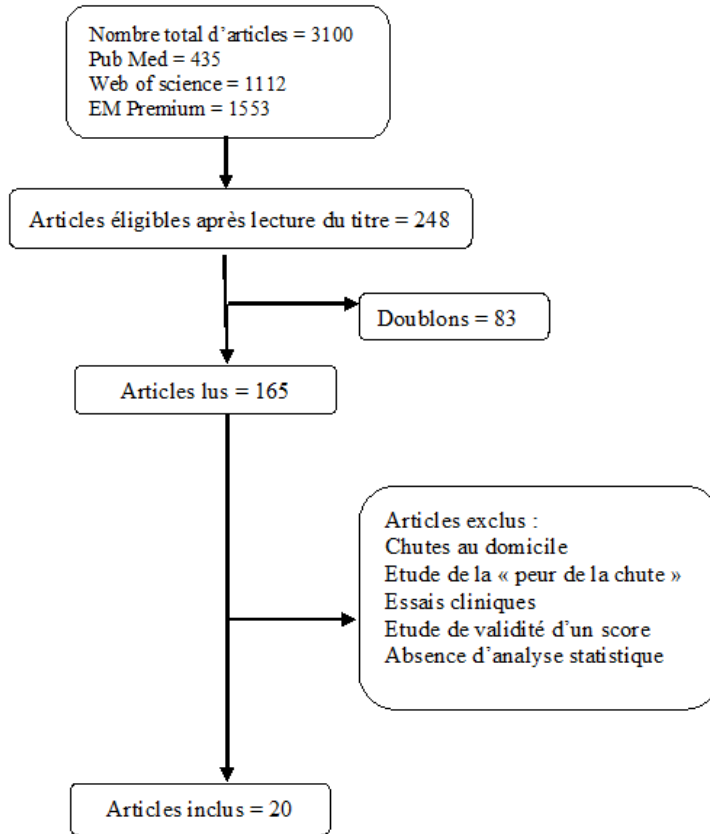 Nombre total d'articles = 3100
Pub Med = 435
Web of science = 1112
EM Premium = 1553
Articles éligibles après lecture du titre = 248
Doublons = 83
Articles lus = 165
Articles exclus :
Chutes au domicile
Etude de la « peur de la chute »
Essais cliniques
Etude de validité d'un score
Absence d'analyse statistique
Articles inclus = 20